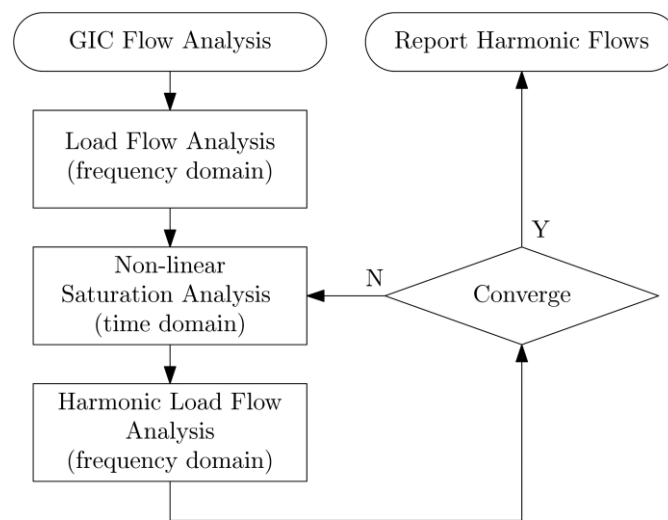 GIC Flow Analysis
Report Harmonic Flows
Load Flow Analysis
(frequency domain)
Non-linear
Saturation Analysis
(time domain)
Harmonic Load Flow
Analysis
(frequency domain)
N
Converge
Y